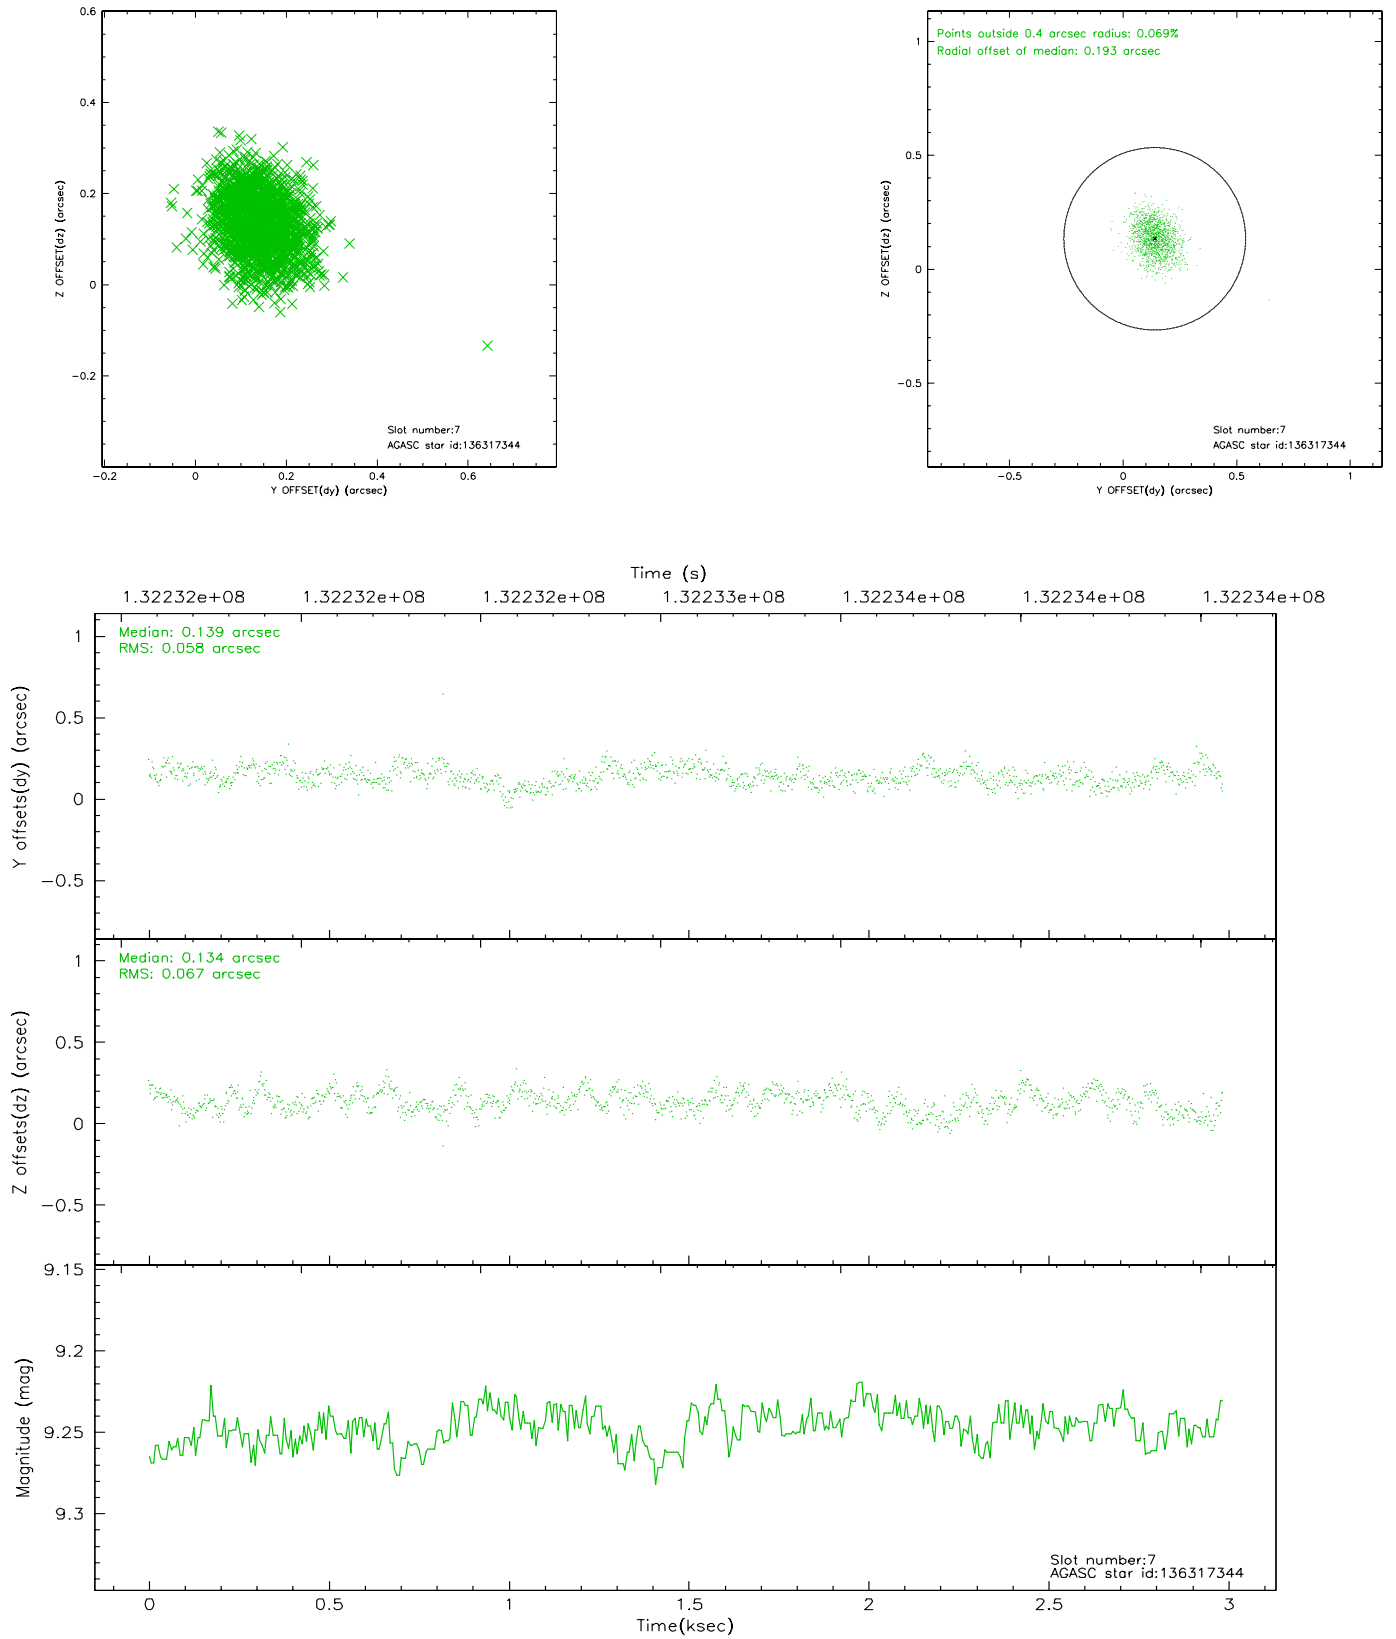 0.6
0.4
0.2
0
−0.2
−0.2 0 0.2 0.4 0.6
Z OFFSET(dz) (arcsec)
Y OFFSET(dy) (arcsec)
Slot number:7
AGASC star id:136317344
Points outside 0.4 arcsec radius: 0.069%
Radial offset of median: 0.193 arcsec
1
0.5
0
−0.5
−0.5 0 0.5 1
Z OFFSET(dz) (arcsec)
Y OFFSET(dy) (arcsec)
Slot number:7
AGASC star id:136317344
Time (s)
1.32232e+08 1.32232e+08 1.32232e+08 1.32233e+08 1.32234e+08 1.32234e+08 1.32234e+08
Median: 0.139 arcsec
RMS: 0.058 arcsec
1
0.5
0
−0.5
Y offsets(dy) (arcsec)
Median: 0.134 arcsec
RMS: 0.067 arcsec
1
0.5
0
−0.5
Z offsets(dz) (arcsec)
9.15
9.2
9.25
9.3
Magnitude (mag)
Slot number:7
AGASC star id:136317344
0 0.5 1 1.5 2 2.5 3
Time(ksec)